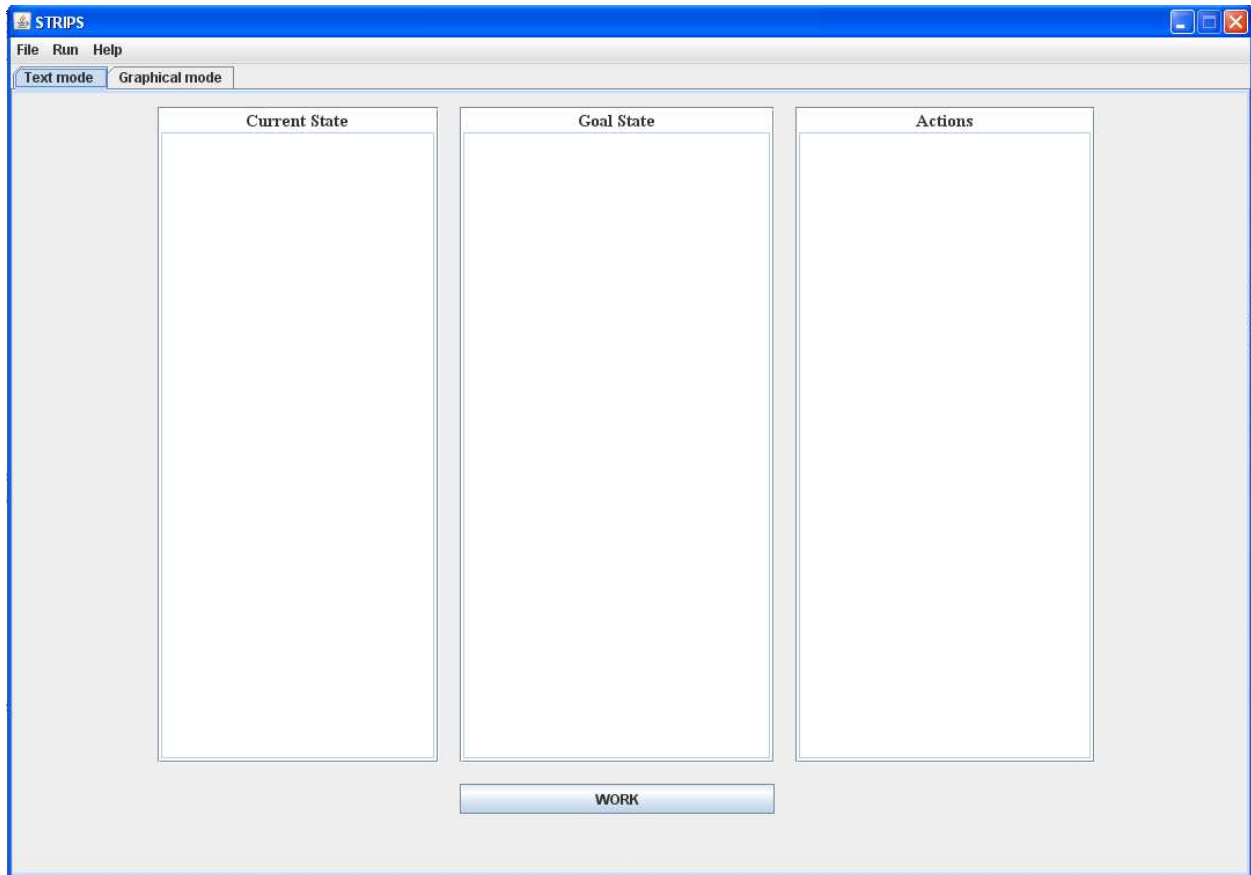 STRIPS
File Run Help
Text mode Graphical mode
Current State Goal State Actions
WORK